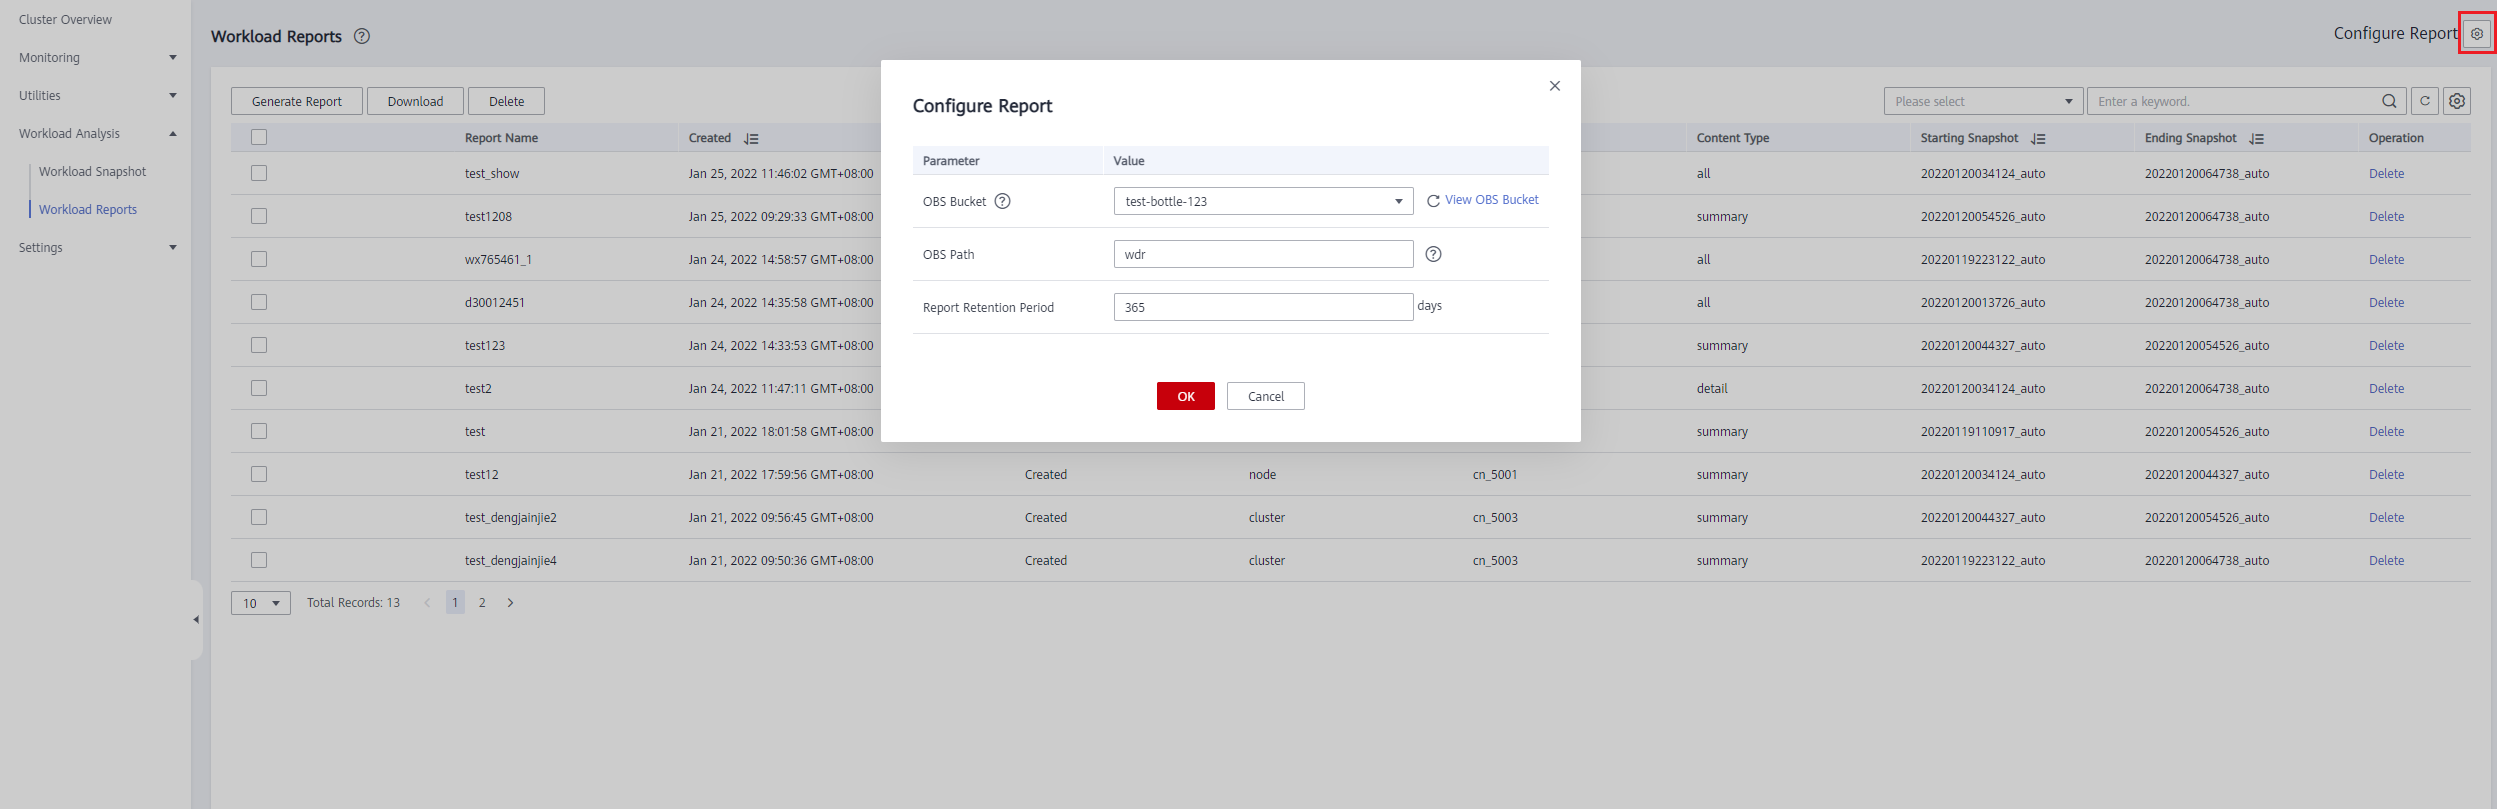 Cluster Overview
Monitoring
Utilities
Workload Analysis
Workload Snapshot
Workload Reports
Settings
Workload Reports ?
Configure Report
Generate Report Download Delete
Please select Enter a keyword.
Report Name Created Content Type Starting Snapshot Ending Snapshot Operation
test_show Jan 25, 2022 11:46:02 GMT+08:00 all 20220120034124_auto 20220120064738_auto Delete
test1208 Jan 25, 2022 09:29:33 GMT+08:00 summary 20220120054526_auto 20220120064738_auto Delete
wx765461_1 Jan 24, 2022 14:58:57 GMT+08:00 all 20220119223122_auto 20220120064738_auto Delete
d30012451 Jan 24, 2022 14:35:58 GMT+08:00 all 20220120013726_auto 20220120064738_auto Delete
test123 Jan 24, 2022 14:33:53 GMT+08:00 summary 20220120044327_auto 20220120054526_auto Delete
test2 Jan 24, 2022 11:47:11 GMT+08:00 detail 20220120034124_auto 20220120064738_auto Delete
test Jan 21, 2022 18:01:58 GMT+08:00 summary 20220119110917_auto 20220120054526_auto Delete
test12 Jan 21, 2022 17:59:56 GMT+08:00 Created node cn_5001 summary 20220120034124_auto 20220120044327_auto Delete
test_dengjainjie2 Jan 21, 2022 09:56:45 GMT+08:00 Created cluster cn_5003 summary 20220120044327_auto 20220120054526_auto Delete
test_dengjainjie4 Jan 21, 2022 09:50:36 GMT+08:00 Created cluster cn_5003 summary 20220119223122_auto 20220120064738_auto Delete
10 Total Records: 13 < 1 2 >
Configure Report
Parameter Value
OBS Bucket ? test-bottle-123 View OBS Bucket
OBS Path wdr ?
Report Retention Period 365 days
OK Cancel